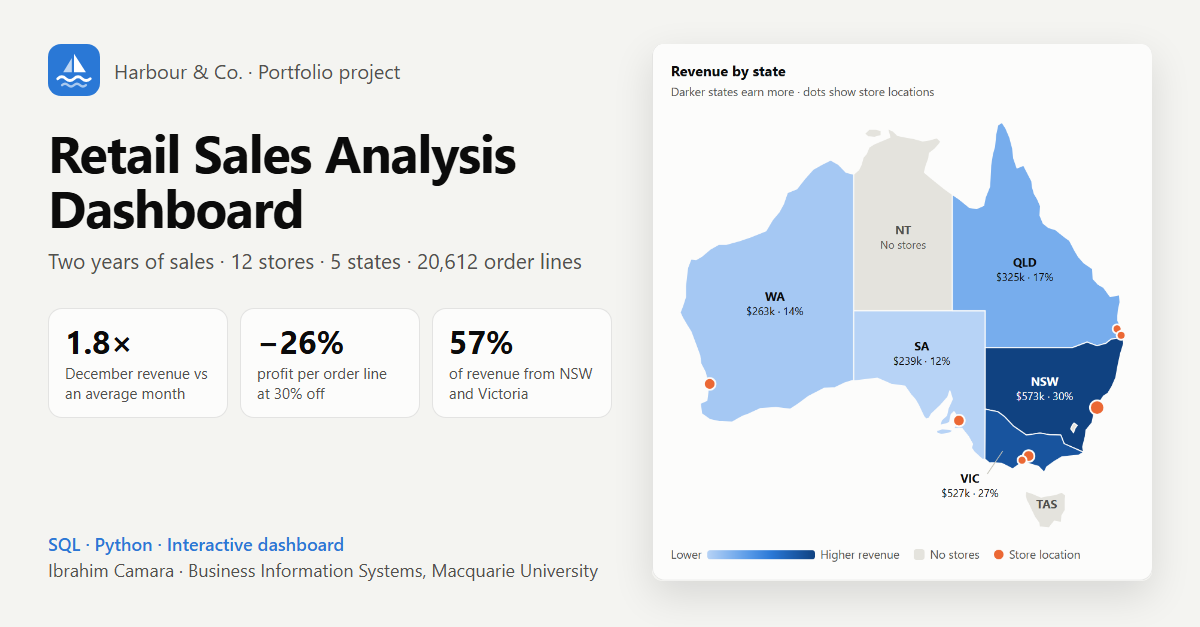 Harbour & Co. · Portfolio project
Retail Sales Analysis
Dashboard
Two years of sales · 12 stores · 5 states · 20,612 order lines
1.8×
December revenue vs
an average month
−26%
profit per order line
at 30% off
57%
of revenue from NSW
and Victoria
SQL · Python · Interactive dashboard
Ibrahim Camara · Business Information Systems, Macquarie University
Revenue by state
Darker states earn more · dots show store locations
NT
No stores
QLD
$325k · 17%
WA
$263k · 14%
SA
$239k · 12%
NSW
$573k · 30%
VIC
$527k · 27%
TAS
Lower
Higher revenue
No stores
Store location